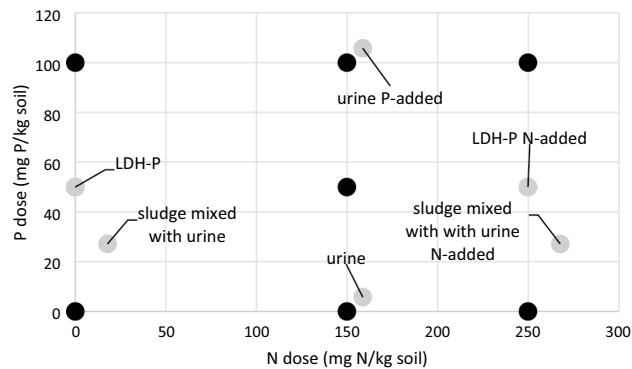 120
100
80
60
40
20
0
P dose (mg P/kg soil)
urine P-added
LDH-P N-added
LDH-P
sludge mixed
with urine
sludge mixed
with with urine
N-added
urine
0 50 100 150 200 250 300
N dose (mg N/kg soil)